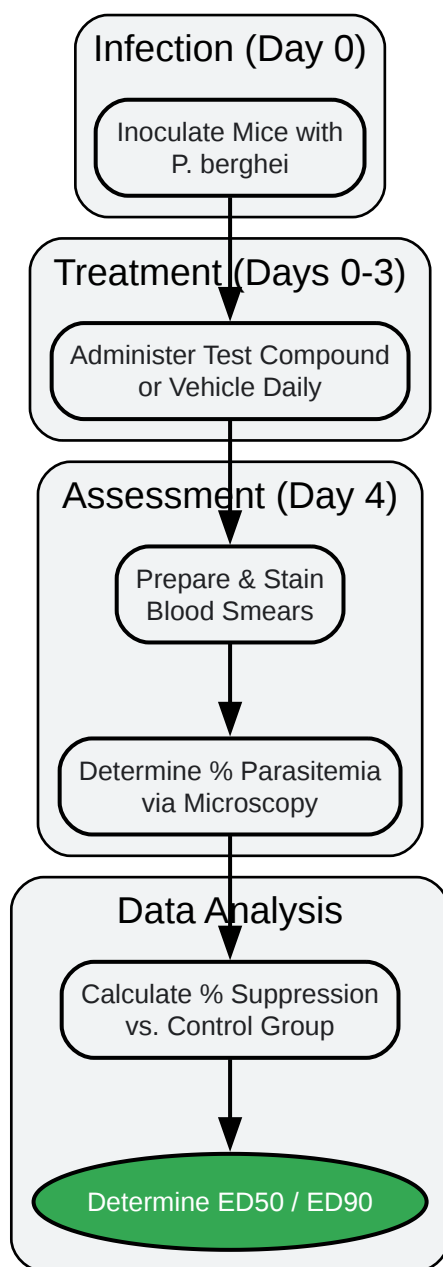 Infection (Day 0)
Inoculate Mice with
P. berghei
Treatment (Days 0-3)
Administer Test Compound
or Vehicle Daily
Assessment (Day 4)
Prepare & Stain
Blood Smears
Determine % Parasitemia
via Microscopy
Data Analysis
Calculate % Suppression
vs. Control Group
Determine ED50 / ED90